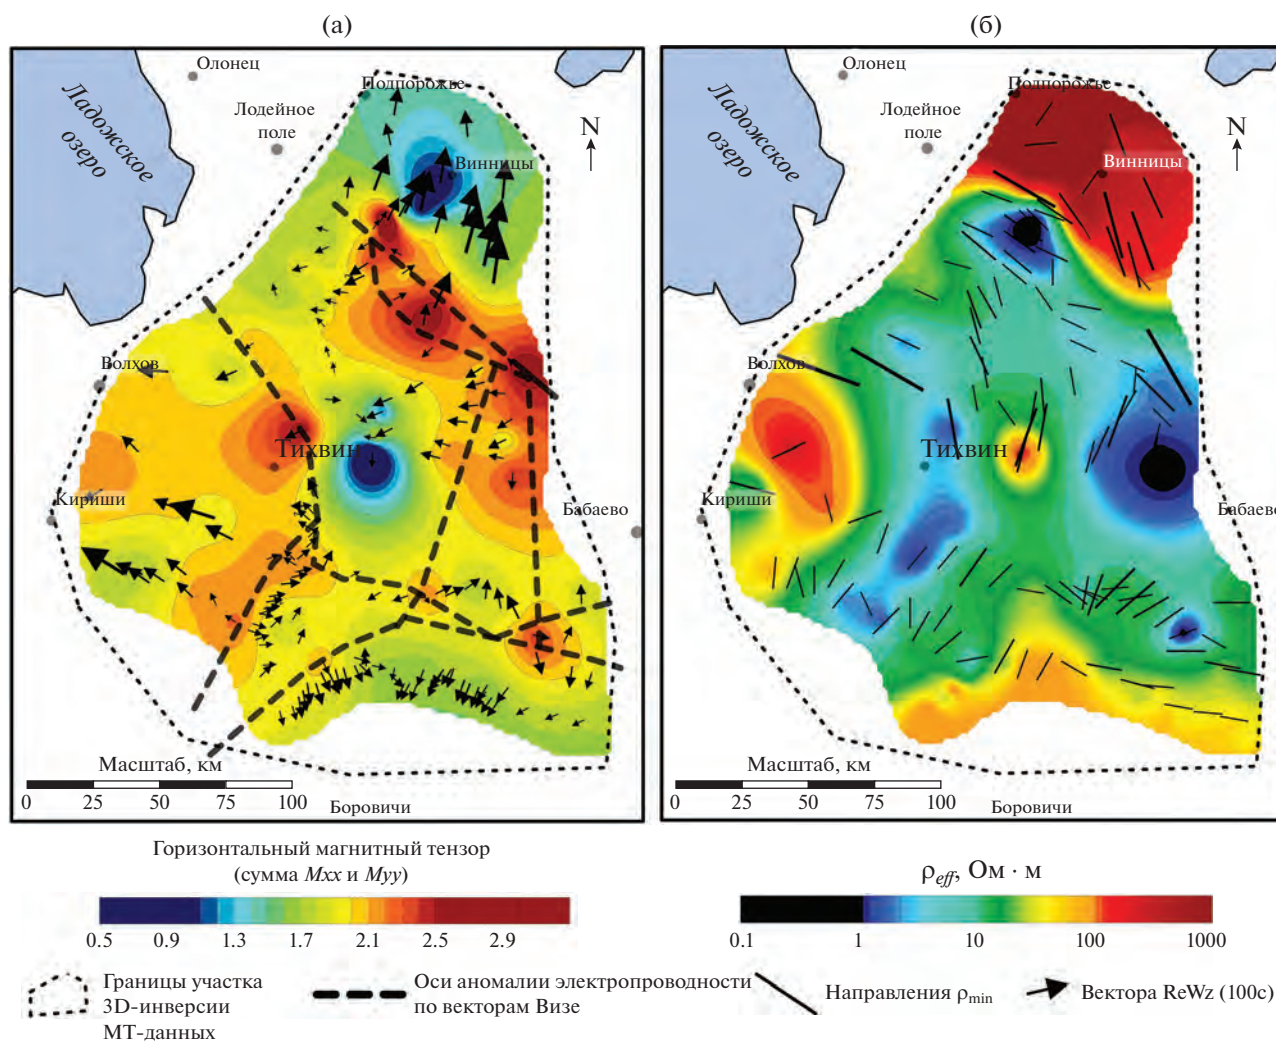 (а)
Олонец
Подпорожье
Ладожское
озеро
Лодейное
поле
N
Винницы
Волхов
Тихвин
Кириши
Бабаево
Масштаб, км
0 25 50 75 100
Боровичи
(б)
Олонец
Подпорожье
Ладожское
озеро
Лодейное
поле
N
Винницы
Волхов
Тихвин
Кириши
Бабаево
Масштаб, км
0 25 50 75 100
Боровичи
Горизонтальный магнитный тензор
(сумма Mxx и Myy)
0.5 0.9 1.3 1.7 2.1 2.5 2.9
ρeff, Ом · м
0.1 1 10 100 1000
Границы участка
3D-инверсии
МТ-данных
Оси аномалии электропроводности
по векторам Визе
Направления ρmin
Вектора ReWz (100с)